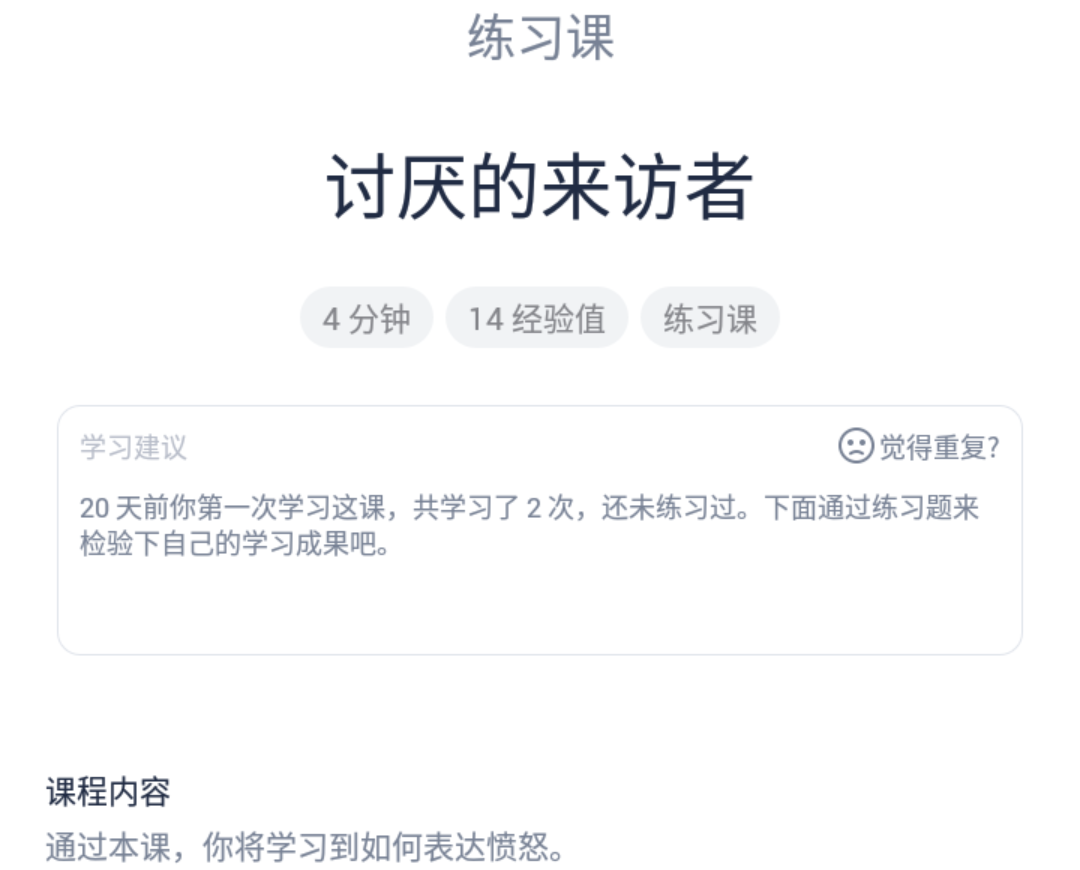 练习课
讨厌的来访者
4 分钟 14 经验值 练习课
学习建议 觉得重复?
20 天前你第一次学习这课，共学习了 2 次，还未练习过。下面通过练习题来
检验下自己的学习成果吧。
课程内容
通过本课，你将学习到如何表达愤怒。